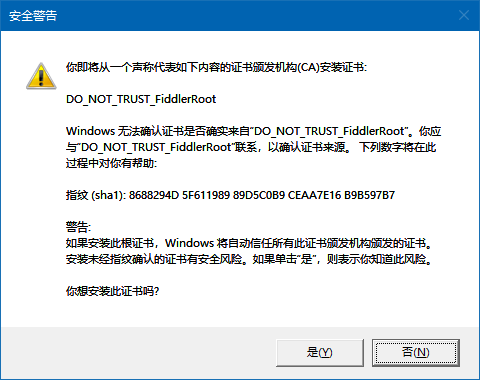 安全警告
你即将从一个声称代表如下内容的证书颁发机构(CA)安装证书:
DO_NOT_TRUST_FiddlerRoot
Windows 无法确认证书是否确实来自"DO_NOT_TRUST_FiddlerRoot"。你应
与"DO_NOT_TRUST_FiddlerRoot"联系，以确认证书来源。 下列数字将在此
过程中对你有帮助:
指纹 (sha1): 8688294D 5F611989 89D5C0B9 CEAA7E16 B9B597B7
警告:
如果安装此根证书，Windows 将自动信任所有此证书颁发机构颁发的证书。
安装未经指纹确认的证书有安全风险。如果单击"是"，则表示你知道此风险。
你想安装此证书吗?
是(Y)
否(N)